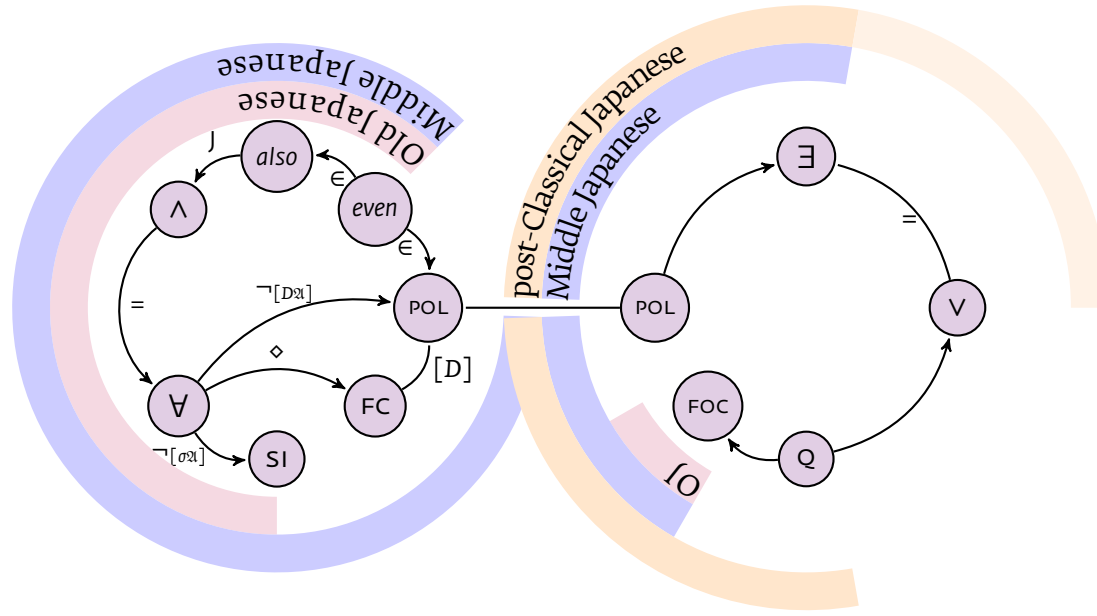 Middle Japanese
Old Japanese
post-Classical Japanese
Middle Japanese
OJ
J
also
∈
even
∈
∧
=
∀
¬[D𝔄]
◇
POL
[D]
FC
¬[σ𝔄]
SI
POL
∃
=
∨
FOC
Q